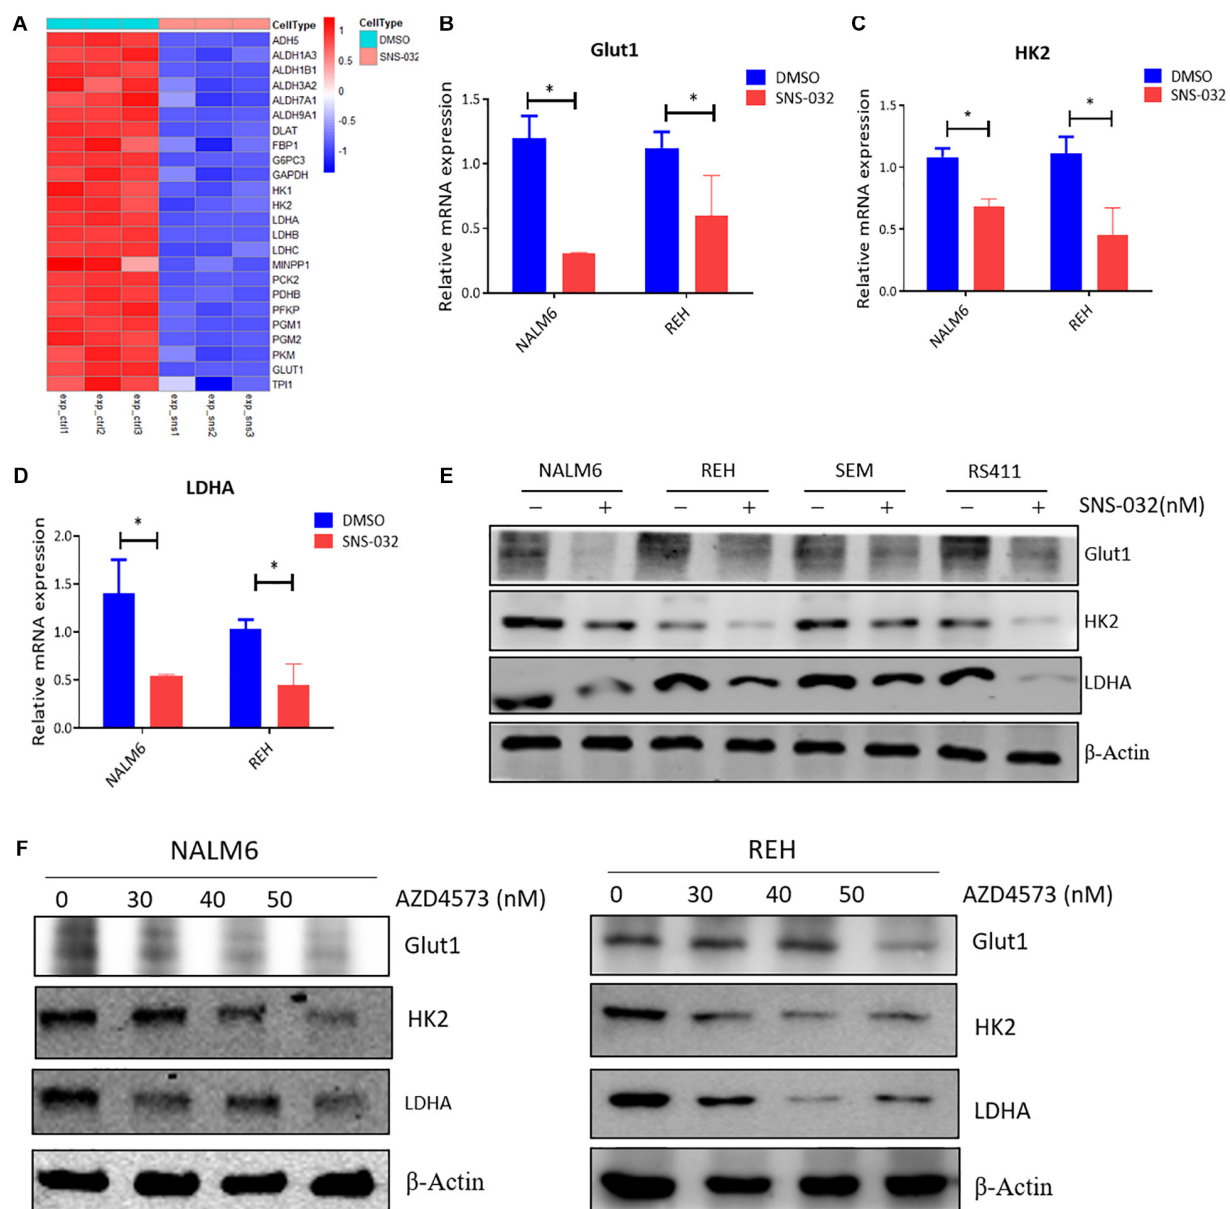 A
CellType
ADH5
ALDH1A3
ALDH1B1
ALDH3A2
ALDH7A1
ALDH9A1
DLAT
FBP1
G6PC3
GAPDH
HK1
HK2
LDHA
LDHB
LDHC
MINPP1
PCK2
PDHB
PFKP
PGM1
PGM2
PKM
GLUT1
TPI1
exp_ctrl1
exp_ctrl2
exp_ctrl3
exp_sns1
exp_sns2
exp_sns3
1
0.5
0
-0.5
-1
CellType
DMSO
SNS-032
B
Glut1
DMSO
SNS-032
Relative mRNA expression
1.5
1.0
0.5
0.0
*
*
NALM6
REH
C
HK2
DMSO
SNS-032
Relative mRNA expression
1.5
1.0
0.5
0.0
*
*
NALM6
REH
D
LDHA
DMSO
SNS-032
Relative mRNA expression
2.0
1.5
1.0
0.5
0.0
*
*
NALM6
REH
E
NALM6 REH SEM RS411
− + − + − + − + SNS-032(nM)
Glut1
HK2
LDHA
β-Actin
F
NALM6
0 30 40 50 AZD4573 (nM)
Glut1
HK2
LDHA
β-Actin
REH
0 30 40 50 AZD4573 (nM)
Glut1
HK2
LDHA
β-Actin